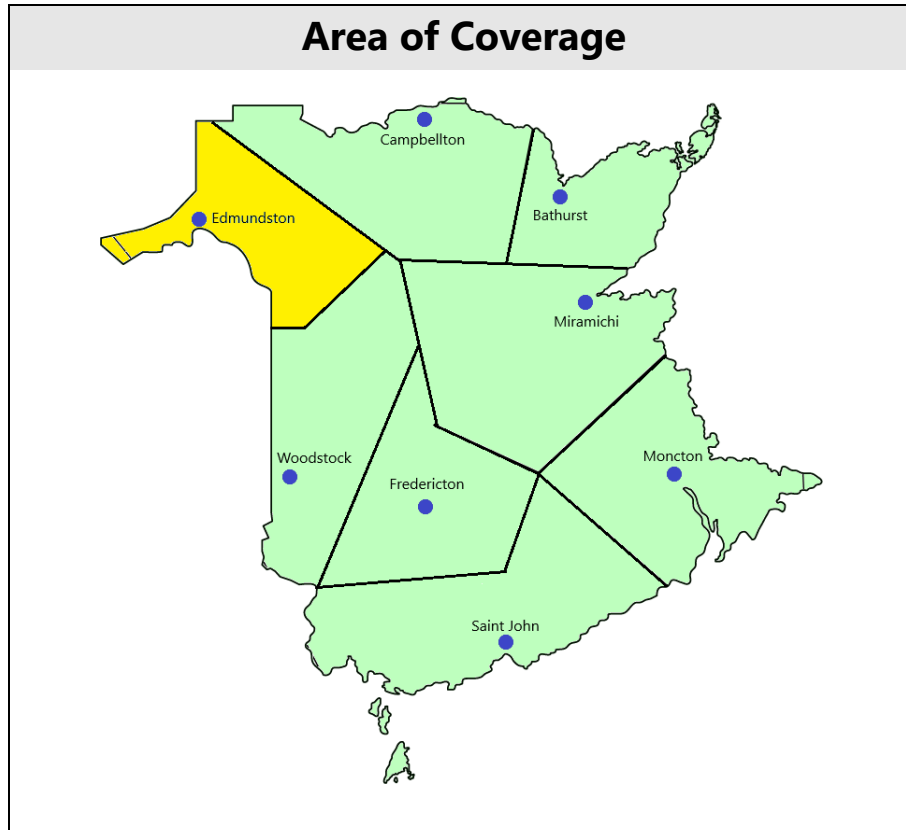 Area of Coverage
Campbellton
Edmundston
Bathurst
Miramichi
Woodstock
Moncton
Fredericton
Saint John